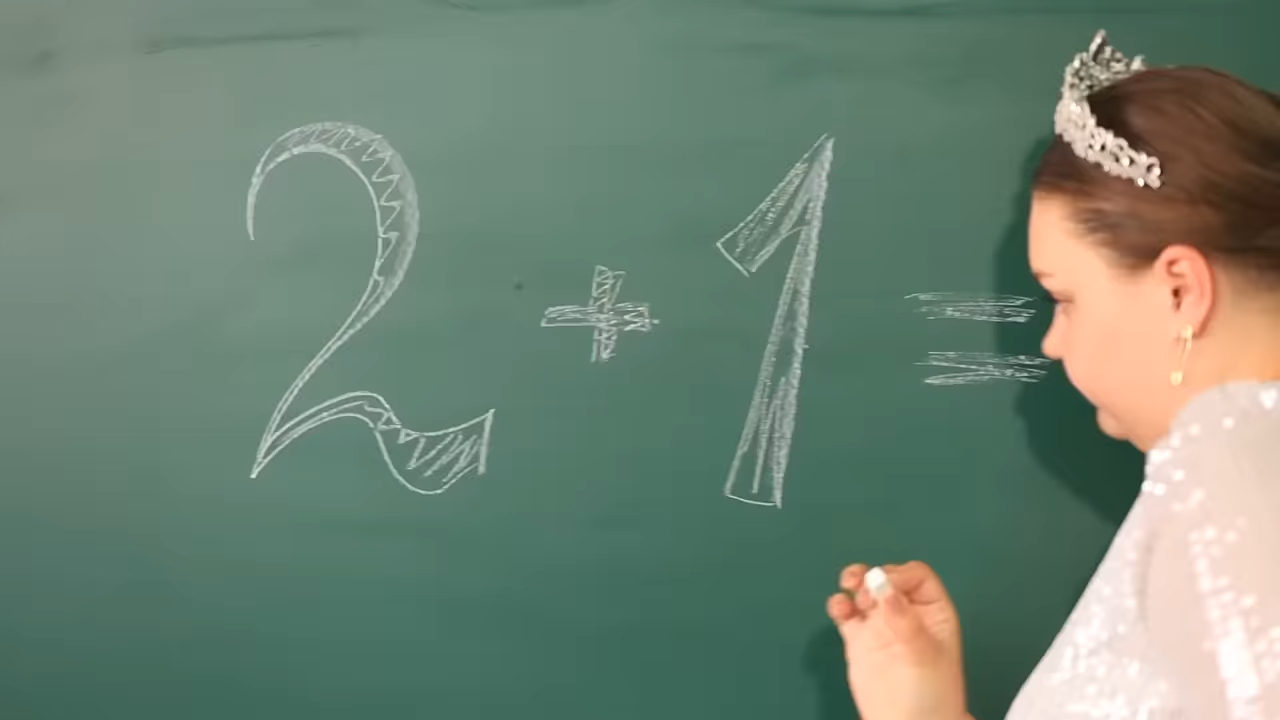 2 + 1 =